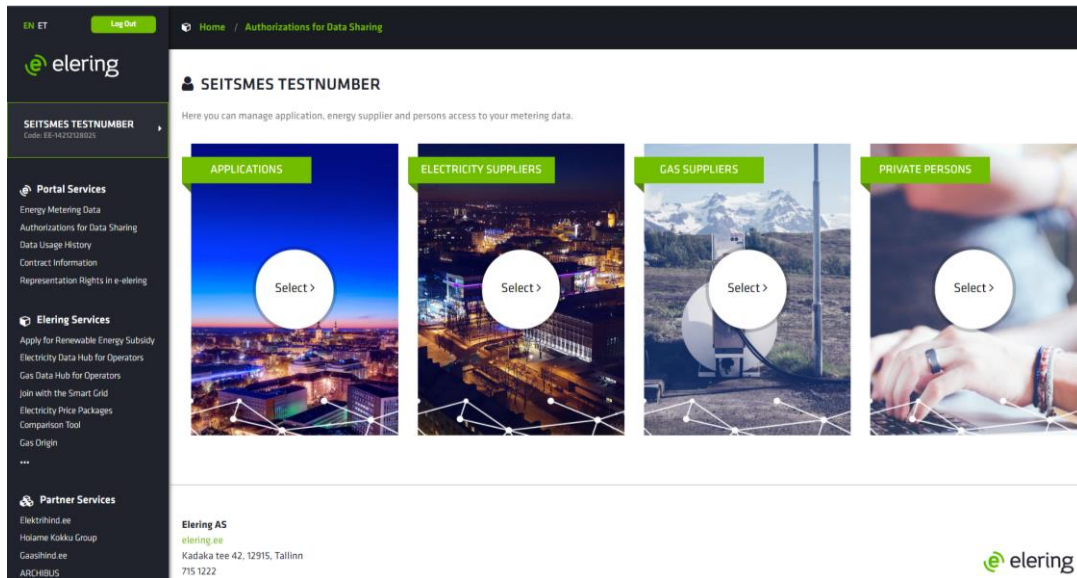 EN ET
Log Out
elering
SEITSMES TESTNUMBER
Code: EE-14212128025
Portal Services
Energy Metering Data
Authorizations for Data Sharing
Data Usage History
Contract Information
Representation Rights in e-elering
Elering Services
Apply for Renewable Energy Subsidy
Electricity Data Hub for Operators
Gas Data Hub for Operators
Join with the Smart Grid
Electricity Price Packages
Comparison Tool
Gas Origin
...
Partner Services
Elektrihind.ee
Hoiame Kokku Group
Gaasihind.ee
ARCHIBUS
Home / Authorizations for Data Sharing
SEITSMES TESTNUMBER
Here you can manage application, energy supplier and persons access to your metering data.
APPLICATIONS
Select >
ELECTRICITY SUPPLIERS
Select >
GAS SUPPLIERS
Select >
PRIVATE PERSONS
Select >
Elering AS
elering.ee
Kadaka tee 42, 12915, Tallinn
715 1222
elering